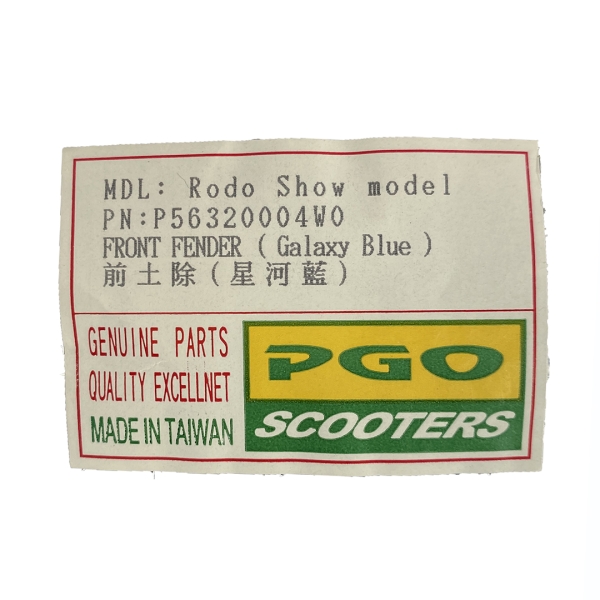 MDL: Rodo Show model
PN:P56320004W0
FRONT FENDER ( Galaxy Blue )
前土除(星河藍)
GENUINE PARTS
QUALITY EXCELLNET
MADE IN TAIWAN
PGO
SCOOTERS